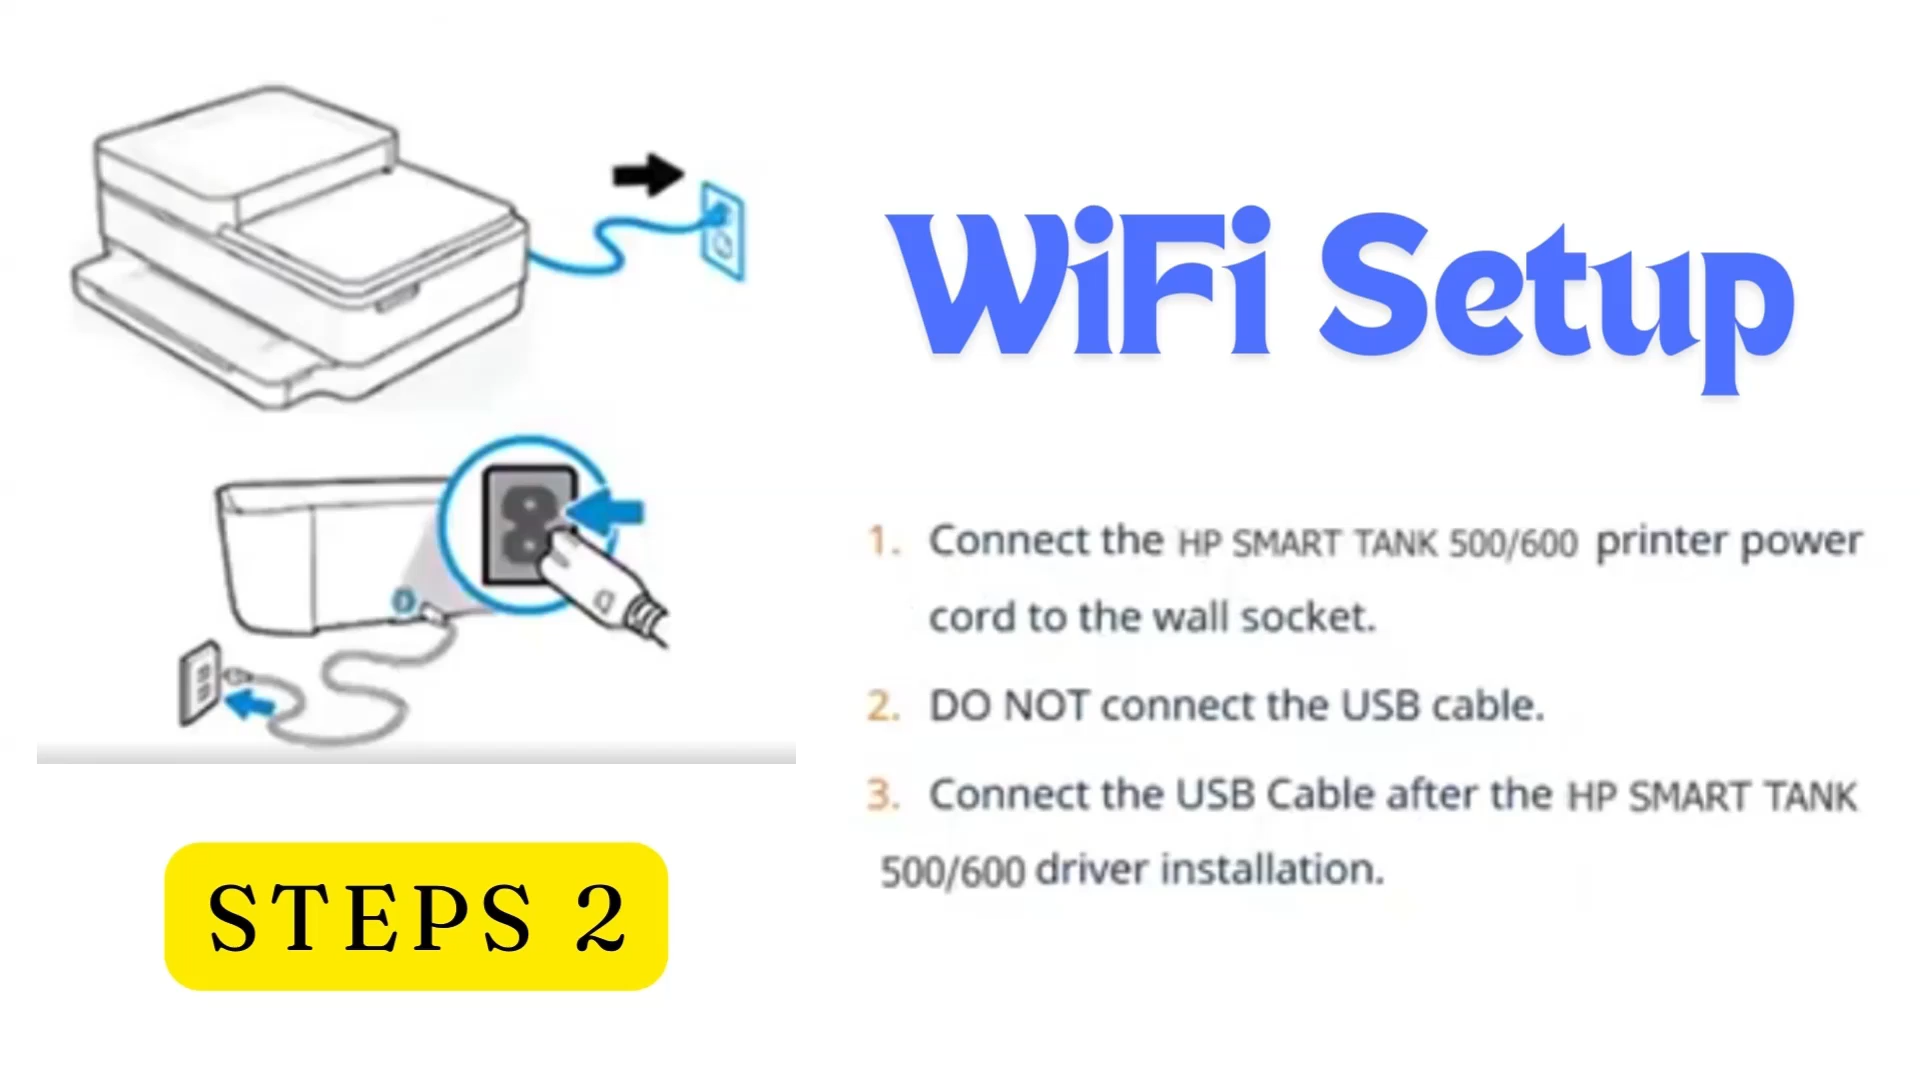 WiFi Setup
1. Connect the HP SMART TANK 500/600 printer power
cord to the wall socket.
2. DO NOT connect the USB cable.
3. Connect the USB Cable after the HP SMART TANK
500/600 driver installation.
STEPS 2